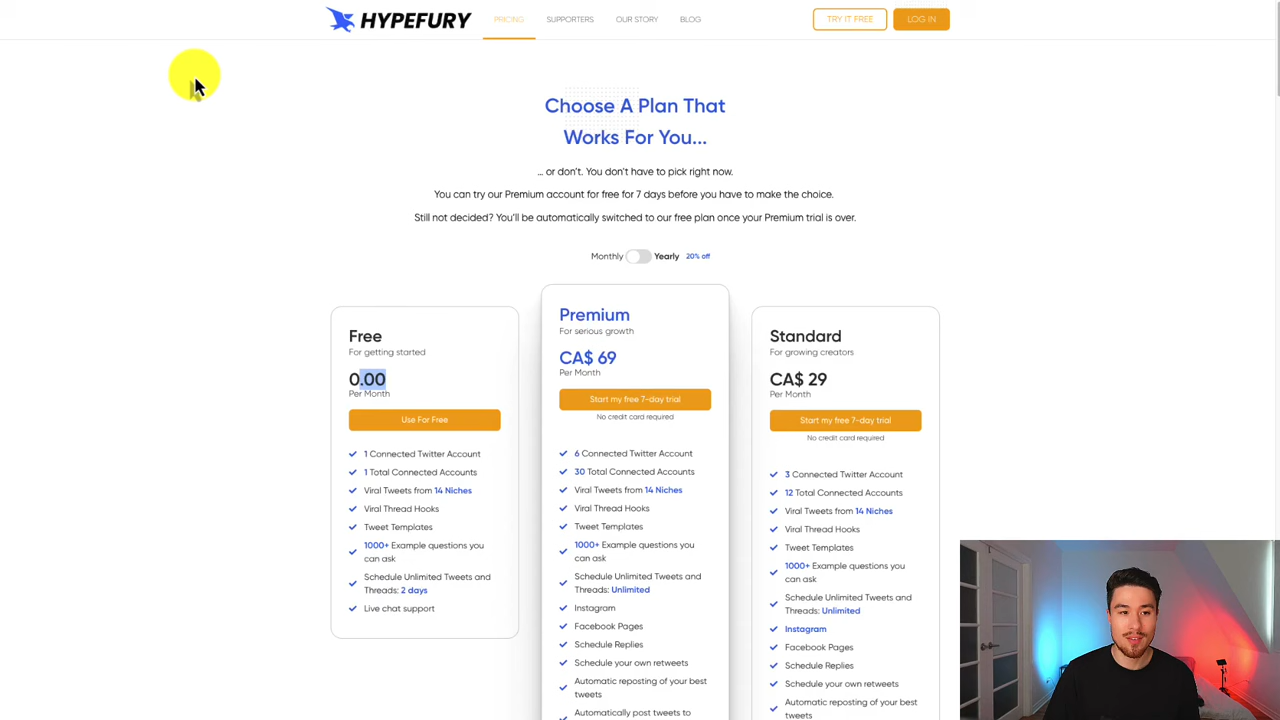 HYPEFURY
PRICING
SUPPORTERS
OUR STORY
BLOG
TRY IT FREE
LOG IN
Choose A Plan That
Works For You...
... or don't. You don't have to pick right now.
You can try our Premium account for free for 7 days before you have to make the choice.
Still not decided? You'll be automatically switched to our free plan once your Premium trial is over.
Monthly
Yearly
20% off
Free
For getting started
0.00
Per Month
Use For Free
1 Connected Twitter Account
1 Total Connected Accounts
Viral Tweets from 14 Niches
Viral Thread Hooks
Tweet Templates
1000+ Example questions you
can ask
Schedule Unlimited Tweets and
Threads: 2 days
Live chat support
Premium
For serious growth
CA$ 69
Per Month
Start my free 7-day trial
No credit card required
6 Connected Twitter Account
30 Total Connected Accounts
Viral Tweets from 14 Niches
Viral Thread Hooks
Tweet Templates
1000+ Example questions you
can ask
Schedule Unlimited Tweets and
Threads: Unlimited
Instagram
Facebook Pages
Schedule Replies
Schedule your own retweets
Automatic reposting of your best
tweets
Automatically post tweets to
Standard
For growing creators
CA$ 29
Per Month
Start my free 7-day trial
No credit card required
3 Connected Twitter Account
12 Total Connected Accounts
Viral Tweets from 14 Niches
Viral Thread Hooks
Tweet Templates
1000+ Example questions you
can ask
Schedule Unlimited Tweets and
Threads: Unlimited
Instagram
Facebook Pages
Schedule Replies
Schedule your own retweets
Automatic reposting of your best
tweets